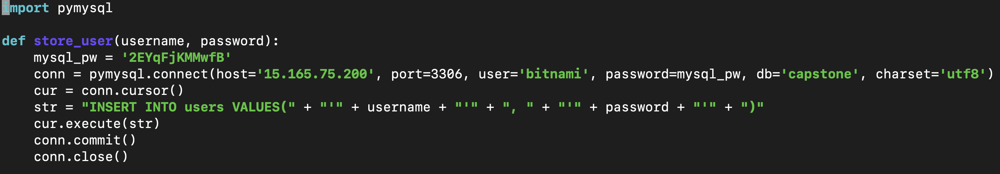 import pymysql

def store_user(username, password):
    mysql_pw = '2EYqFjKMMwfB'
    conn = pymysql.connect(host='15.165.75.200', port=3306, user='bitnami', password=mysql_pw, db='capstone', charset='utf8')
    cur = conn.cursor()
    str = "INSERT INTO users VALUES(" + "'" + username + "'" + ", " + "'" + password + "'" + ")"
    cur.execute(str)
    conn.commit()
    conn.close()